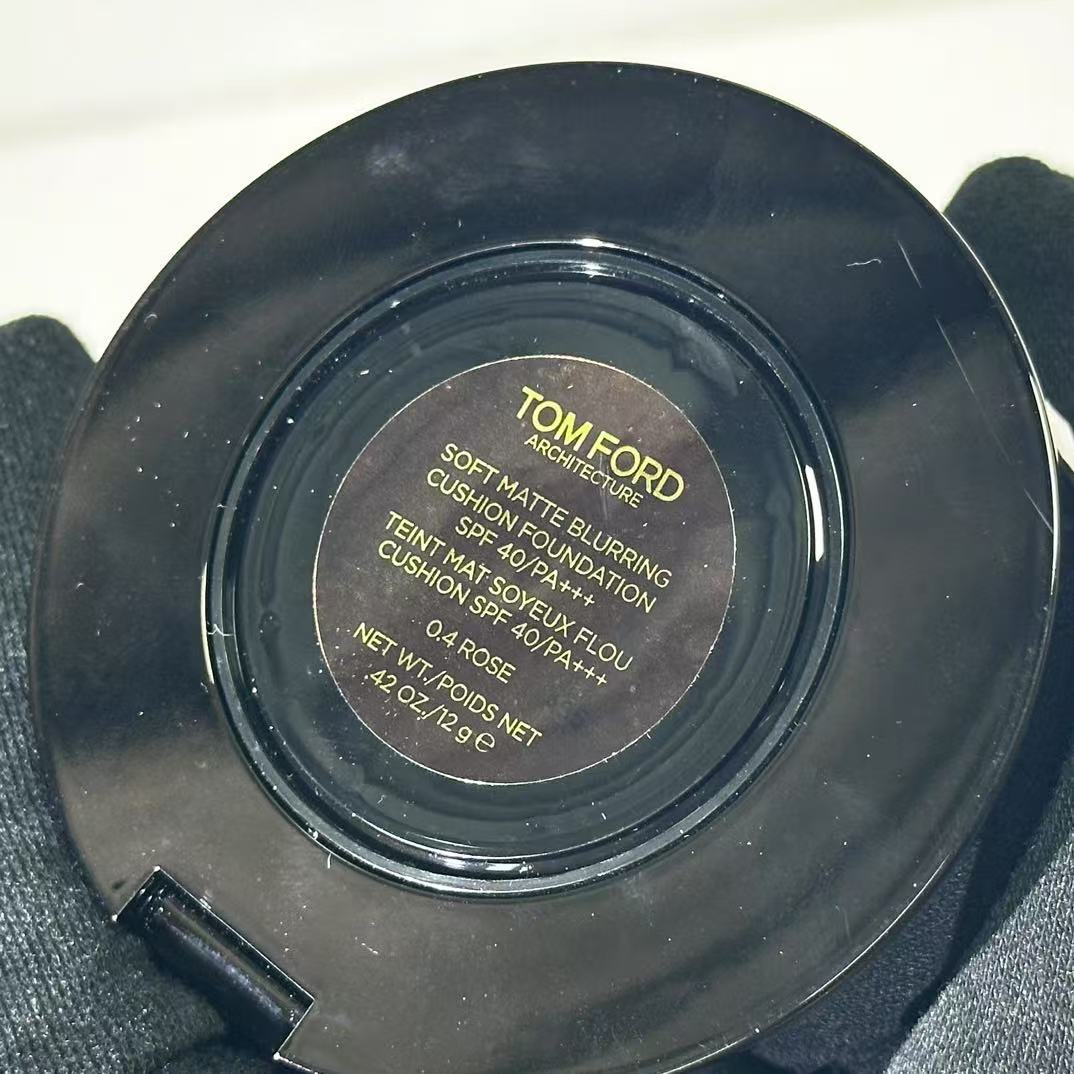 TOM FORD
ARCHITECTURE
SOFT MATTE BLURRING
CUSHION FOUNDATION
SPF 40/PA+++
TEINT MAT SOYEUX FLOU
CUSHION SPF 40/PA+++
0.4 ROSE
NET WT./POIDS NET
.42 OZ./12 g ℮